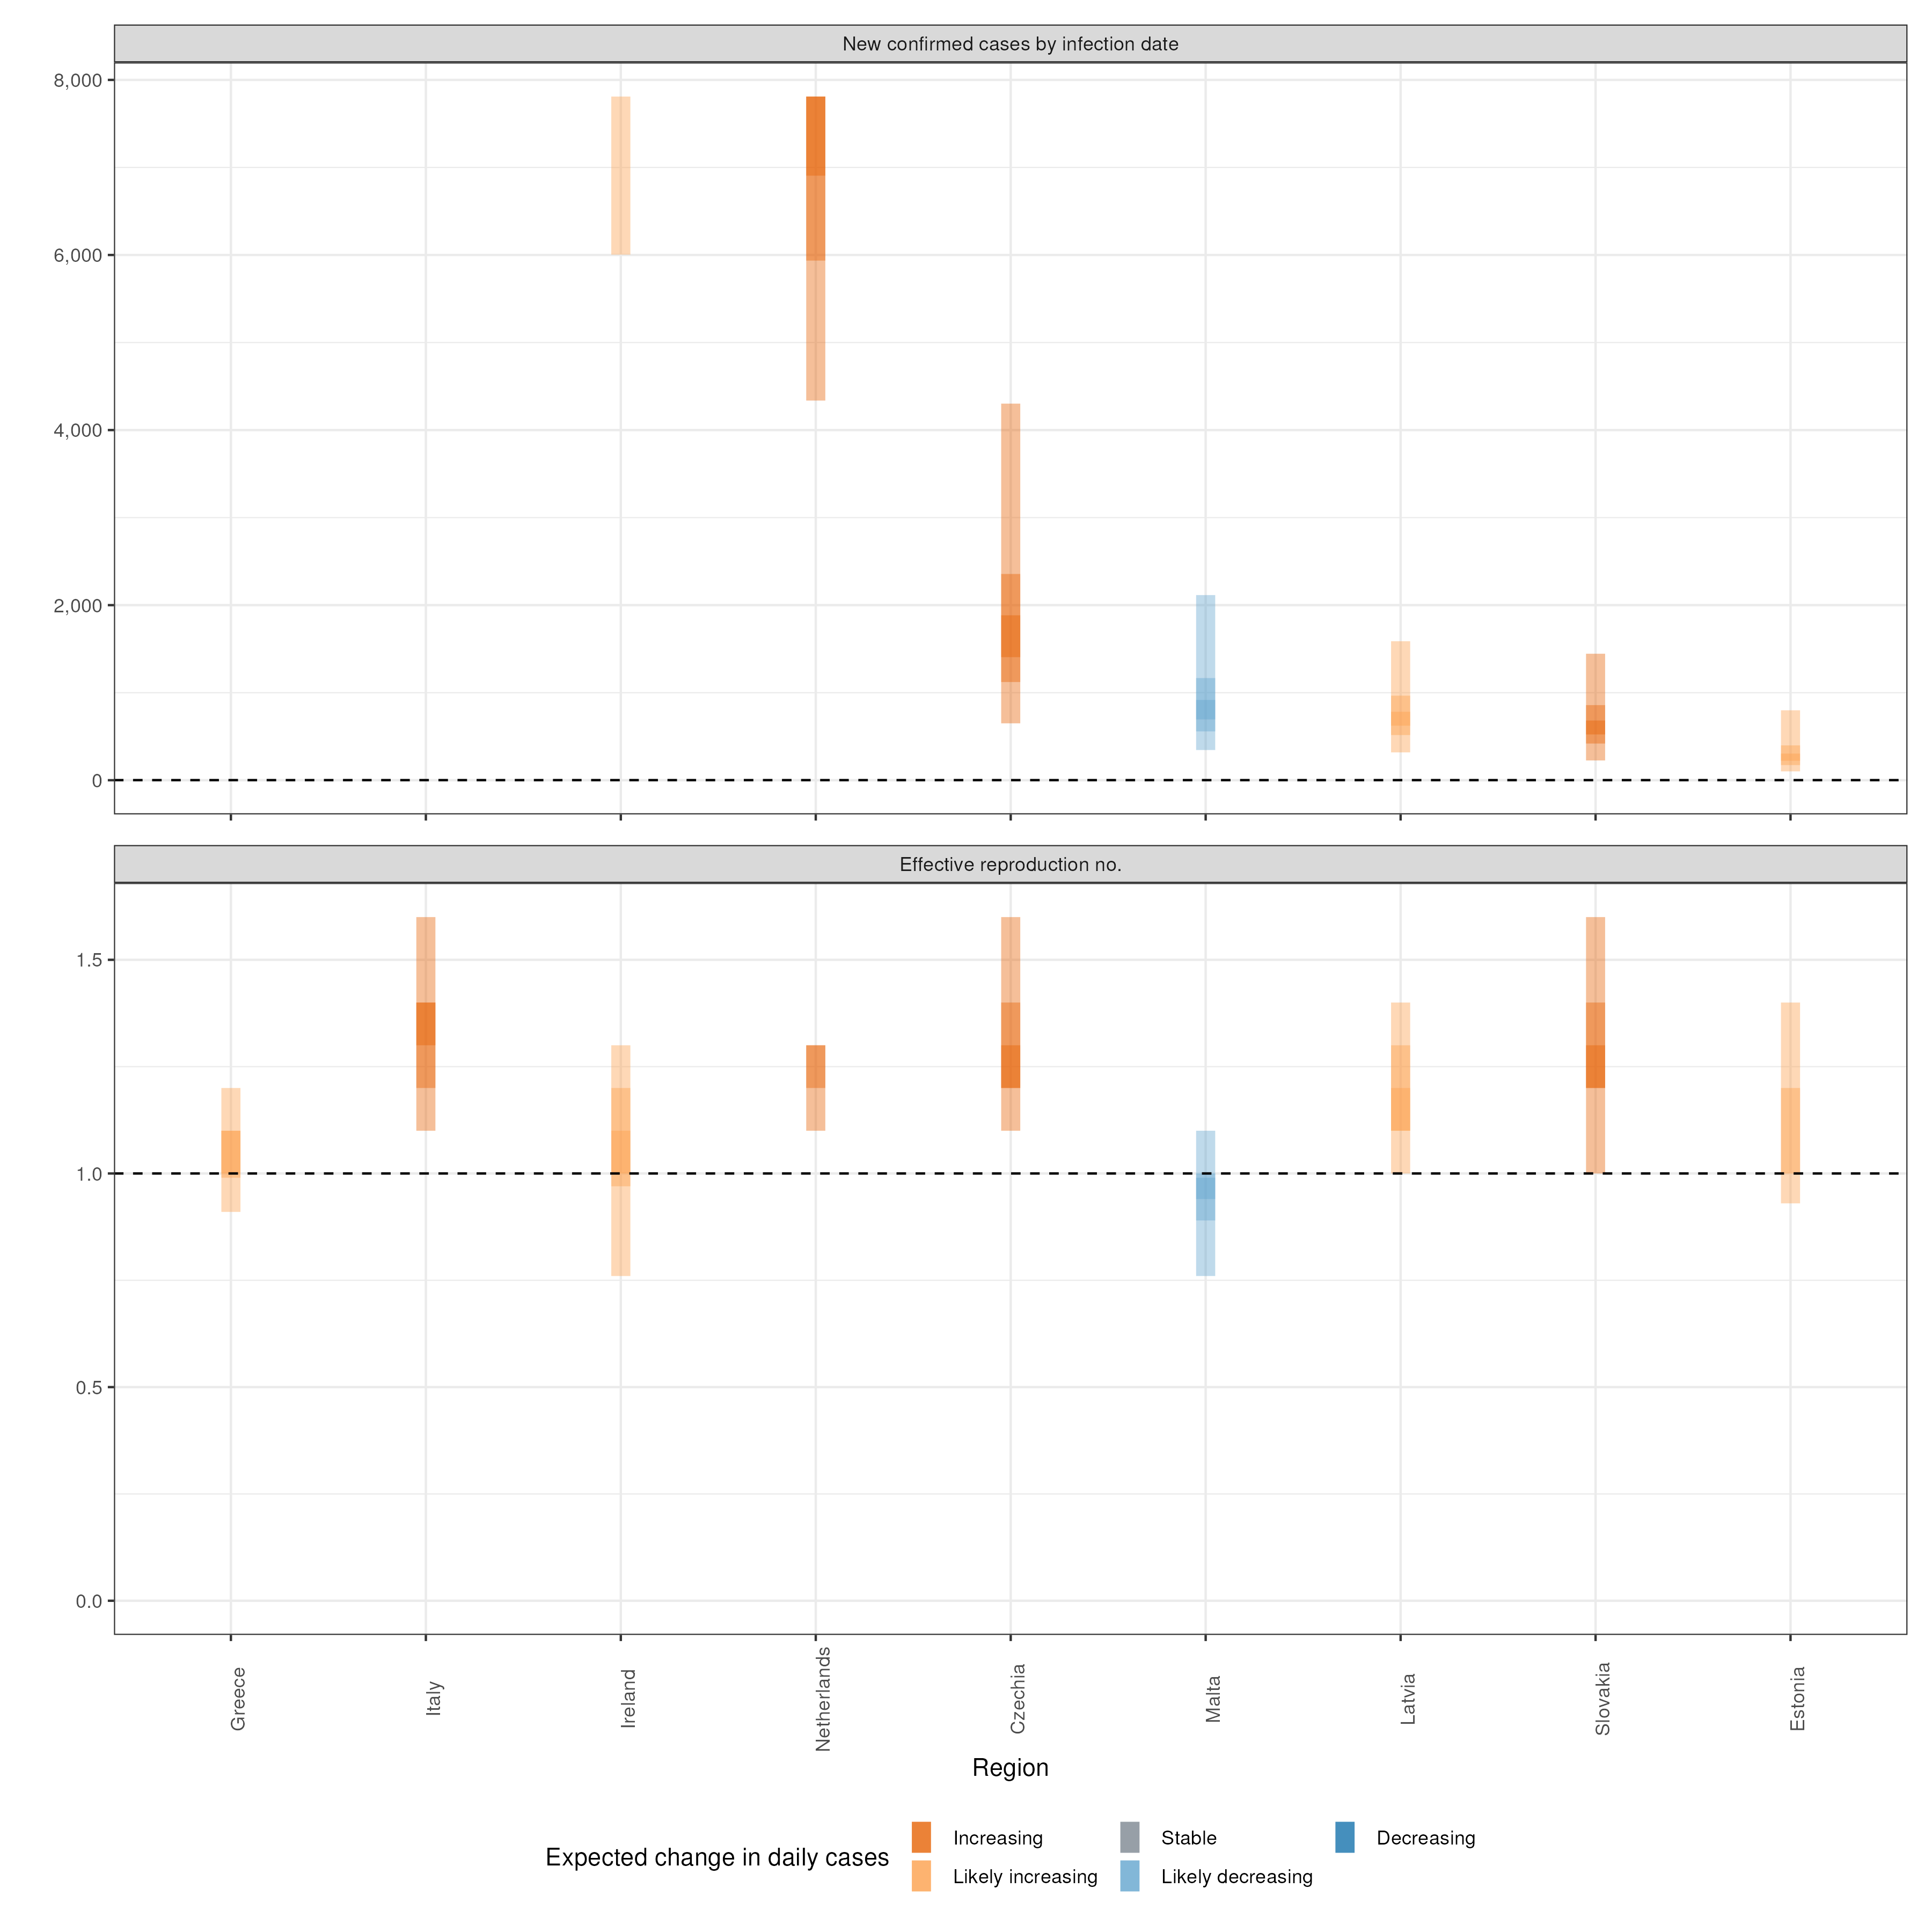 New confirmed cases by infection date
8,000
6,000
4,000
2,000
0
Effective reproduction no.
1.5
1.0
0.5
0.0
Greece
Italy
Ireland
Netherlands
Czechia
Malta
Latvia
Slovakia
Estonia
Region
Expected change in daily cases
Increasing
Stable
Decreasing
Likely increasing
Likely decreasing